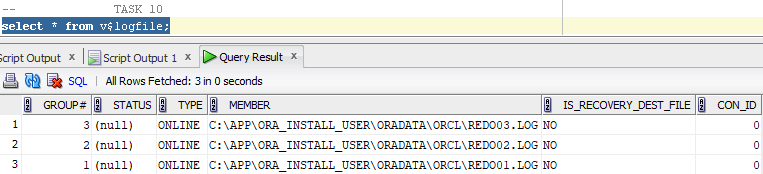 -- TASK 10
select * from v$logfile;
Script Output × Script Output 1 × Query Result ×
SQL | All Rows Fetched: 3 in 0 seconds
GROUP# STATUS TYPE MEMBER IS_RECOVERY_DEST_FILE CON_ID
1 3 (null) ONLINE C:\APP\ORA_INSTALL_USER\ORADATA\ORCL\REDO03.LOG NO 0
2 2 (null) ONLINE C:\APP\ORA_INSTALL_USER\ORADATA\ORCL\REDO02.LOG NO 0
3 1 (null) ONLINE C:\APP\ORA_INSTALL_USER\ORADATA\ORCL\REDO01.LOG NO 0